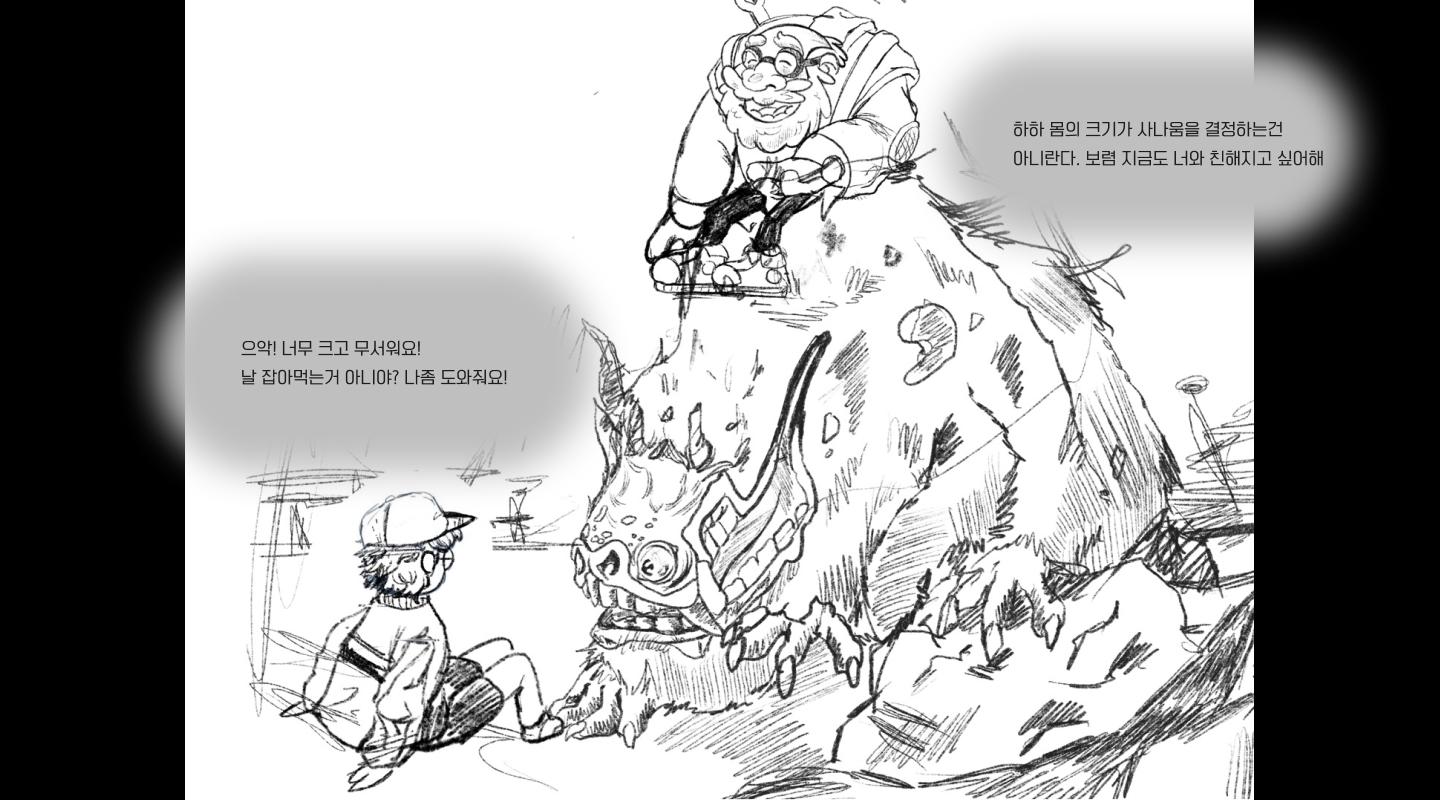 하하 몸의 크기가 사나움을 결정하는건
아니란다. 보렴 지금도 너와 친해지고 싶어해
으악! 너무 크고 무서워요!
날 잡아먹는거 아니야? 나좀 도와줘요!